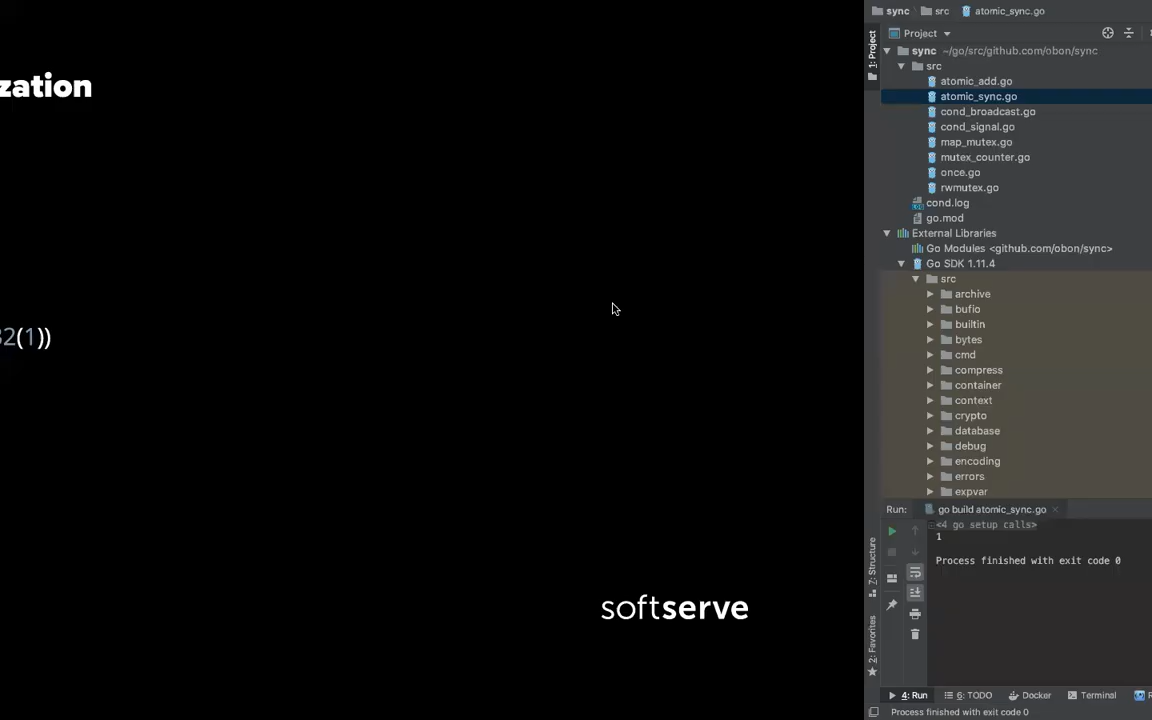 zation
32(1))
softserve
sync src atomic_sync.go
1: Project
Project
sync ~/go/src/github.com/obon/sync
src
atomic_add.go
atomic_sync.go
cond_broadcast.go
cond_signal.go
map_mutex.go
mutex_counter.go
once.go
rwmutex.go
cond.log
go.mod
External Libraries
Go Modules <github.com/obon/sync>
Go SDK 1.11.4
src
archive
bufio
builtin
bytes
cmd
compress
container
context
crypto
database
debug
encoding
errors
expvar
Run: go build atomic_sync.go
<4 go setup calls>
1
Process finished with exit code 0
7: Structure
2: Favorites
4: Run 6: TODO Docker Terminal
Process finished with exit code 0